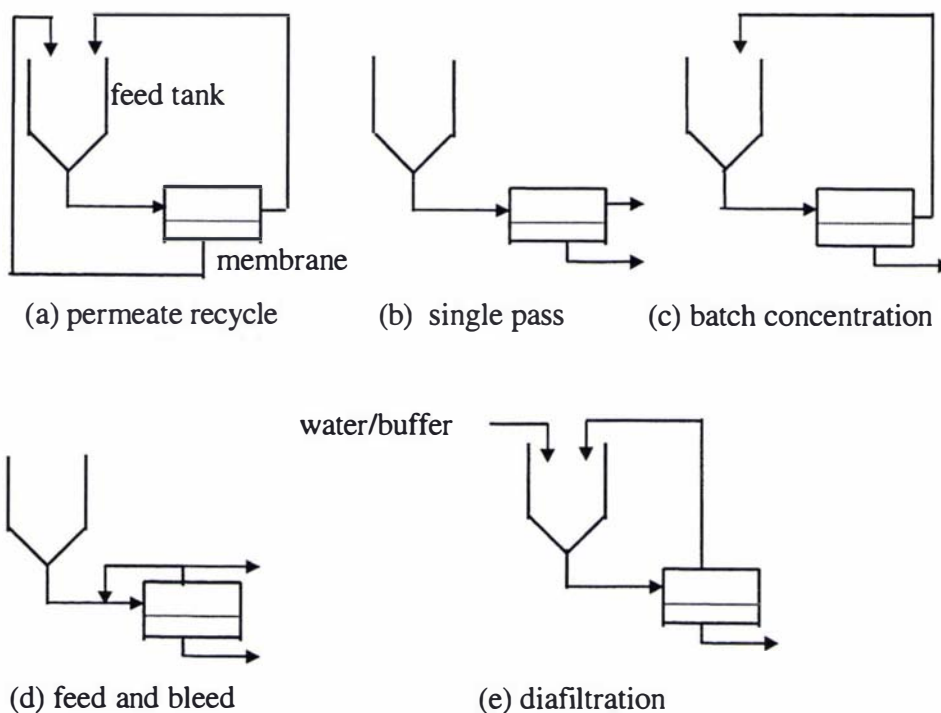 feed tank
membrane
(a) permeate recycle
(b) single pass
(c) batch concentration
water/buffer
(d) feed and bleed
(e) diafiltration